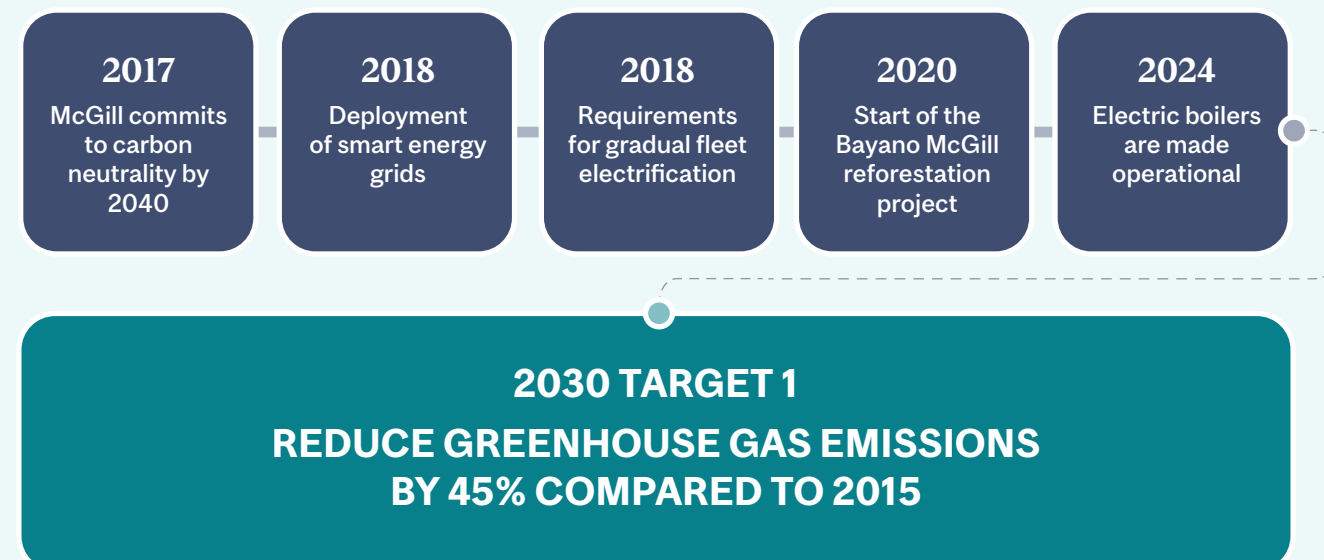 2017
McGill commits
to carbon
neutrality by
2040
2018
Deployment
of smart energy
grids
2018
Requirements
for gradual fleet
electrification
2020
Start of the
Bayano McGill
reforestation
project
2024
Electric boilers
are made
operational
2030 TARGET 1
REDUCE GREENHOUSE GAS EMISSIONS
BY 45% COMPARED TO 2015